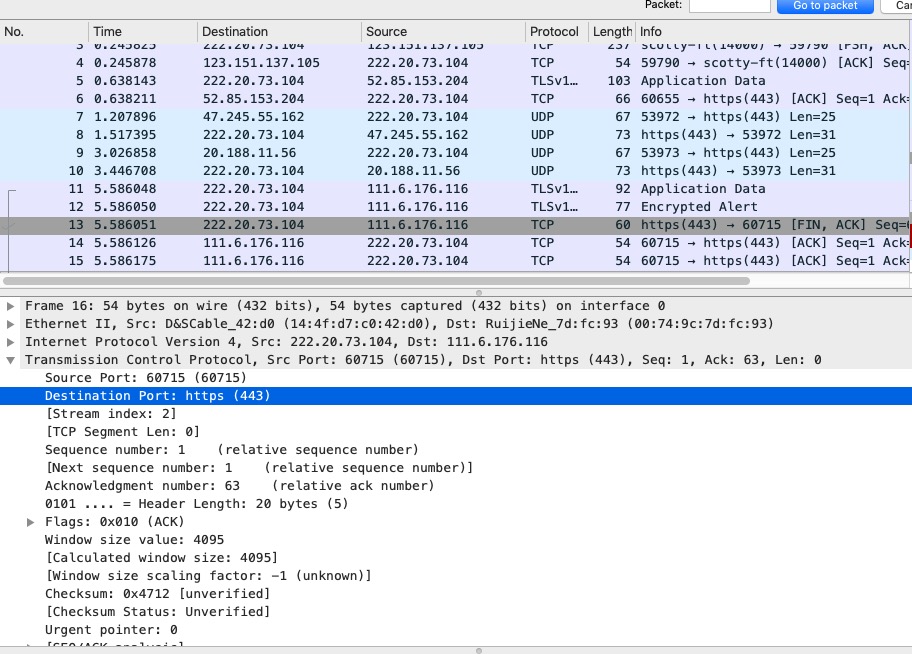 Packet: Go to packet Can
No. Time Destination Source Protocol Length Info
3 0.245825 222.20.73.104 123.151.137.105 TCP 237 scotty-ft(14000) → 59790 [PSH, ACK
4 0.245878 123.151.137.105 222.20.73.104 TCP 54 59790 → scotty-ft(14000) [ACK] Seq=
5 0.638143 222.20.73.104 52.85.153.204 TLSv1… 103 Application Data
6 0.638211 52.85.153.204 222.20.73.104 TCP 66 60655 → https(443) [ACK] Seq=1 Ack=
7 1.207896 47.245.55.162 222.20.73.104 UDP 67 53972 → https(443) Len=25
8 1.517395 222.20.73.104 47.245.55.162 UDP 73 https(443) → 53972 Len=31
9 3.026858 20.188.11.56 222.20.73.104 UDP 67 53973 → https(443) Len=25
10 3.446708 222.20.73.104 20.188.11.56 UDP 73 https(443) → 53973 Len=31
11 5.586048 222.20.73.104 111.6.176.116 TLSv1… 92 Application Data
12 5.586050 222.20.73.104 111.6.176.116 TLSv1… 77 Encrypted Alert
13 5.586051 222.20.73.104 111.6.176.116 TCP 60 https(443) → 60715 [FIN, ACK] Seq=
14 5.586126 111.6.176.116 222.20.73.104 TCP 54 60715 → https(443) [ACK] Seq=1 Ack=
15 5.586175 111.6.176.116 222.20.73.104 TCP 54 60715 → https(443) [ACK] Seq=1 Ack=
Frame 16: 54 bytes on wire (432 bits), 54 bytes captured (432 bits) on interface 0
Ethernet II, Src: D&SCable_42:d0 (14:4f:d7:c0:42:d0), Dst: RuijieNe_7d:fc:93 (00:74:9c:7d:fc:93)
Internet Protocol Version 4, Src: 222.20.73.104, Dst: 111.6.176.116
Transmission Control Protocol, Src Port: 60715 (60715), Dst Port: https (443), Seq: 1, Ack: 63, Len: 0
Source Port: 60715 (60715)
Destination Port: https (443)
[Stream index: 2]
[TCP Segment Len: 0]
Sequence number: 1 (relative sequence number)
[Next sequence number: 1 (relative sequence number)]
Acknowledgment number: 63 (relative ack number)
0101 .... = Header Length: 20 bytes (5)
Flags: 0x010 (ACK)
Window size value: 4095
[Calculated window size: 4095]
[Window size scaling factor: -1 (unknown)]
Checksum: 0x4712 [unverified]
[Checksum Status: Unverified]
Urgent pointer: 0
[SEQ/ACK analysis]